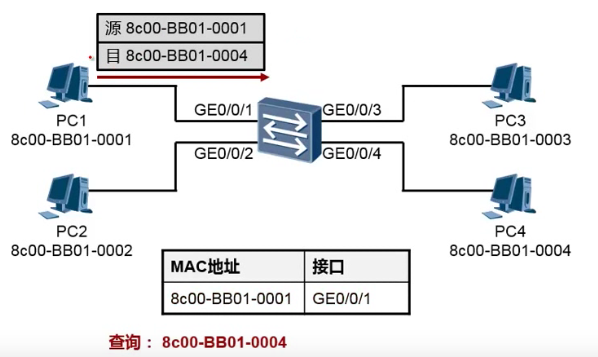 源 8c00-BB01-0001
目 8c00-BB01-0004
PC1
8c00-BB01-0001
GE0/0/1
GE0/0/3
PC3
8c00-BB01-0003
GE0/0/2
GE0/0/4
PC2
8c00-BB01-0002
PC4
8c00-BB01-0004
MAC地址 接口
8c00-BB01-0001 GE0/0/1
查询： 8c00-BB01-0004